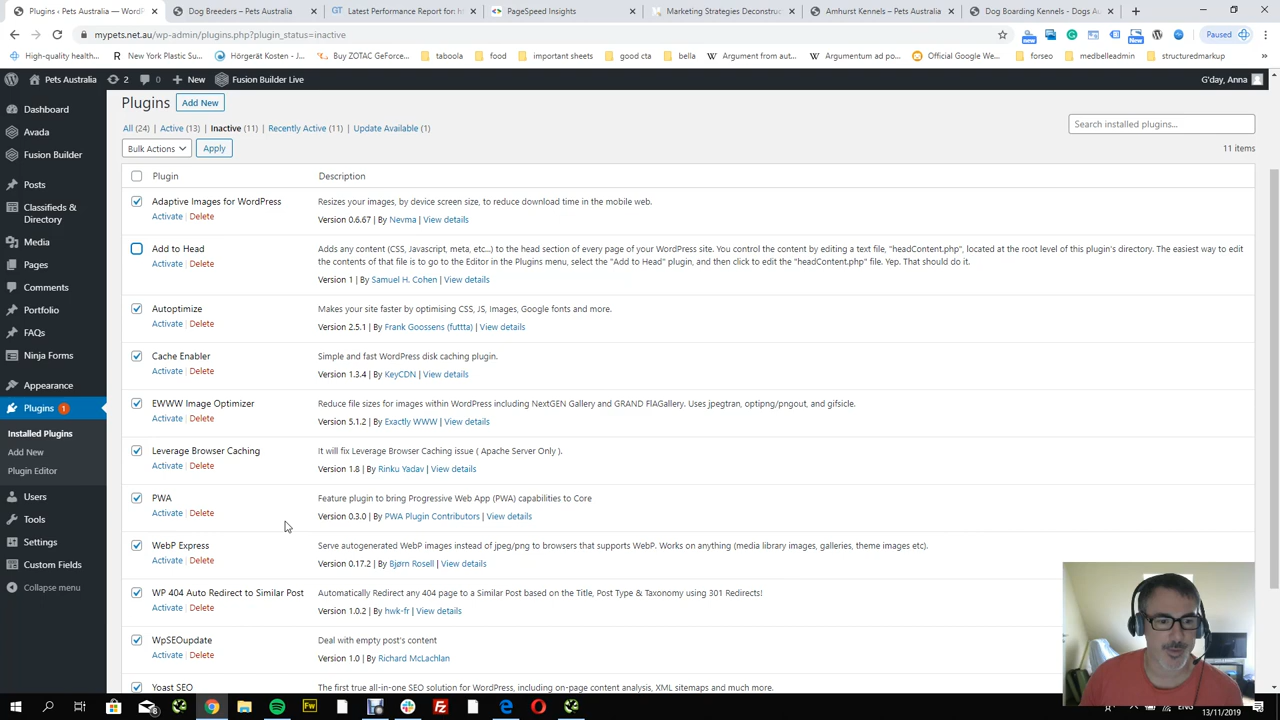 Plugins ‹ Pets Australia — WordPr
Dog Breeders – Pets Australia
Latest Performance Report for: h
PageSpeed Insights
Marketing Strategies Deconstruc
Amhurst Kennels – Pets Australia
Dog Boarding Kennels – Dogs Au
mypets.net.au/wp-admin/plugins.php?plugin_status=inactive
Paused
High-quality healt...
New York Plastic Su...
Hörgerät Kosten - J...
Buy ZOTAC GeForce...
taboola
food
important sheets
good cta
bella
Argument from aut...
Argumentum ad po...
Official Google We...
forseo
medbelleadmin
structuredmarkup
Pets Australia
2
0
New
Fusion Builder Live
G'day, Anna
Dashboard
Avada
Fusion Builder
Posts
Classifieds &
Directory
Media
Pages
Comments
Portfolio
FAQs
Ninja Forms
Appearance
Plugins 1
Installed Plugins
Add New
Plugin Editor
Users
Tools
Settings
Custom Fields
Collapse menu
Plugins Add New
All (24) | Active (13) | Inactive (11) | Recently Active (11) | Update Available (1)
Search installed plugins...
Bulk Actions Apply
11 items
Plugin Description
Adaptive Images for WordPress
Activate | Delete
Resizes your images, by device screen size, to reduce download time in the mobile web.
Version 0.6.67 | By Nevma | View details
Add to Head
Activate | Delete
Adds any content (CSS, Javascript, meta, etc...) to the head section of every page of your WordPress site. You control the content by editing a text file, "headContent.php", located at the root level of this plugin's directory. The easiest way to edit
the contents of that file is to go to the Editor in the Plugins menu, select the "Add to Head" plugin, and then click to edit the "headContent.php" file. Yep. That should do it.
Version 1 | By Samuel H. Cohen | View details
Autoptimize
Activate | Delete
Makes your site faster by optimising CSS, JS, Images, Google fonts and more.
Version 2.5.1 | By Frank Goossens (futtta) | View details
Cache Enabler
Activate | Delete
Simple and fast WordPress disk caching plugin.
Version 1.3.4 | By KeyCDN | View details
EWWW Image Optimizer
Activate | Delete
Reduce file sizes for images within WordPress including NextGEN Gallery and GRAND FlAGallery. Uses jpegtran, optipng/pngout, and gifsicle.
Version 5.1.2 | By Exactly WWW | View details
Leverage Browser Caching
Activate | Delete
It will fix Leverage Browser Caching issue ( Apache Server Only ).
Version 1.8 | By Rinku Yadav | View details
PWA
Activate | Delete
Feature plugin to bring Progressive Web App (PWA) capabilities to Core
Version 0.3.0 | By PWA Plugin Contributors | View details
WebP Express
Activate | Delete
Serve autogenerated WebP images instead of jpeg/png to browsers that supports WebP. Works on anything (media library images, galleries, theme images etc).
Version 0.17.2 | By Bjørn Rosell | View details
WP 404 Auto Redirect to Similar Post
Activate | Delete
Automatically Redirect any 404 page to a Similar Post based on the Title, Post Type & Taxonomy using 301 Redirects!
Version 1.0.2 | By hwk-fr | View details
WpSEOupdate
Activate | Delete
Deal with empty post's content
Version 1.0 | By Richard McLachlan
Yoast SEO
The first true all-in-one SEO solution for WordPress, including on-page content analysis, XML sitemaps and much more.
ENG
13/11/2019